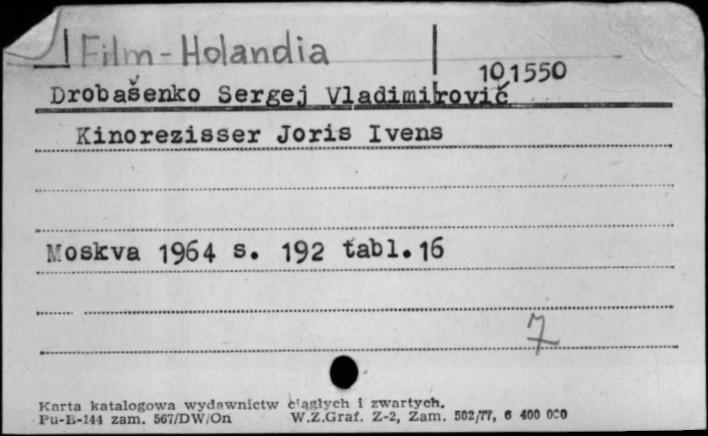 Film - Holandia
10,1550
Drobašenko Sergej Vladimirovič
Kinorezisser Joris Ivens
Moskva 1964 s. 192 tabl. 16
7
Karta katalogowa wydawnictw ciągłych i zwartych.
Pu-B-144 zam. 567/DW/On W.Z.Graf. Z-2, Zam. 502/77, 6 400 000